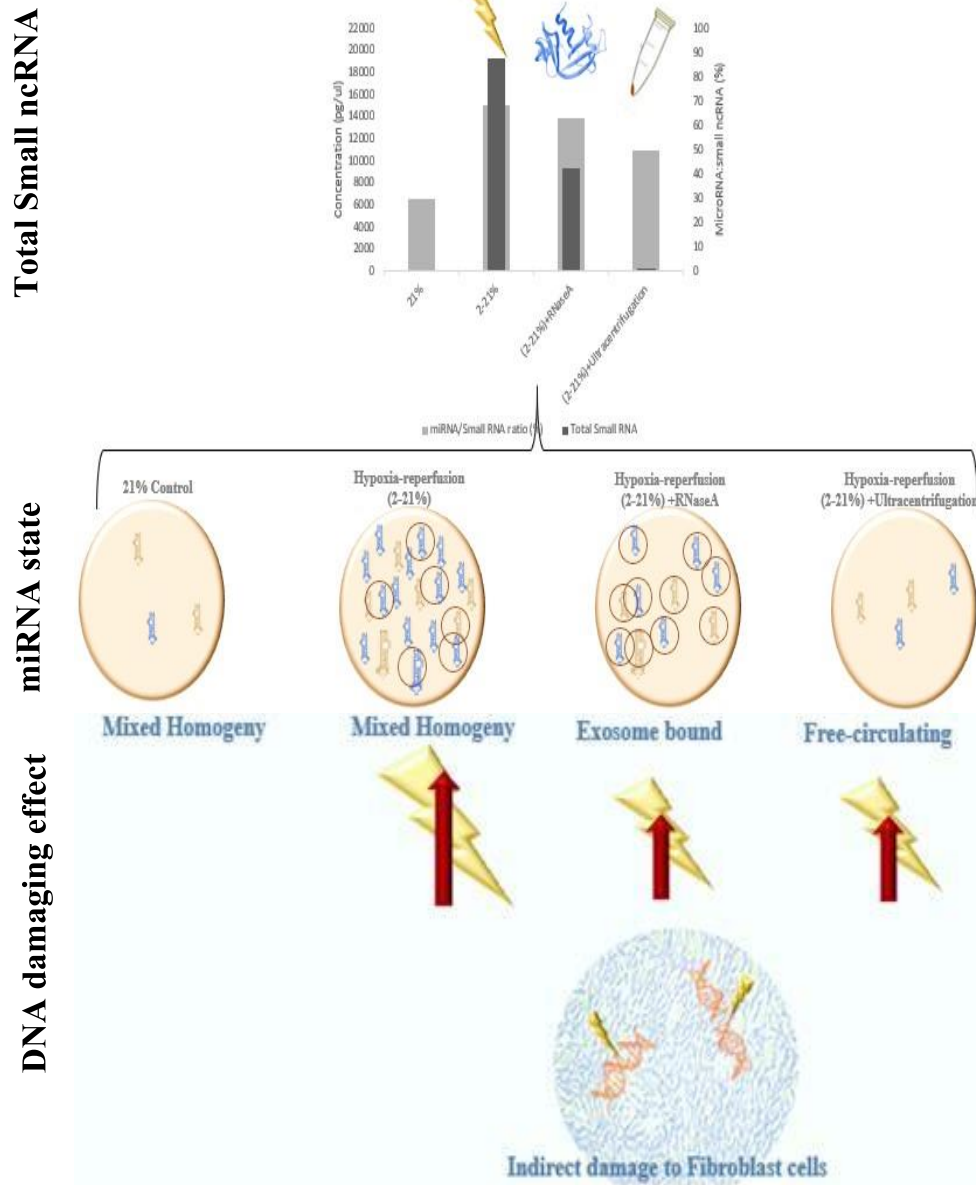 Total Small ncRNA
Concentration (pg/ul)
22000
20000
18000
16000
14000
12000
10000
8000
6000
4000
2000
0
100
90
80
70
60
50
40
30
20
10
0
MicroRNA:small ncRNA (%)
21%
2-21%
(2-21%)+RNaseA
(2-21%)+Ultracentrifugation
miRNA/Small RNA ratio (%)
Total Small RNA
miRNA state
21% Control
Hypoxia-reperfusion
(2-21%)
Hypoxia-reperfusion
(2-21%) +RNaseA
Hypoxia-reperfusion
(2-21%) +Ultracentrifugation
Mixed Homogeny
Mixed Homogeny
Exosome bound
Free-circulating
DNA damaging effect
Indirect damage to Fibroblast cells